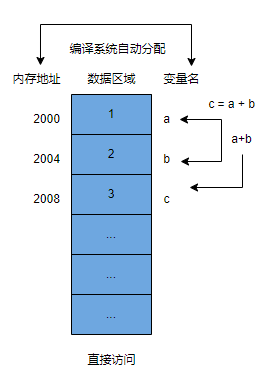 编译系统自动分配
内存地址 数据区域 变量名
c = a + b
2000 1 a
a+b
2004 2 b
2008 3 c
...
...
...
直接访问